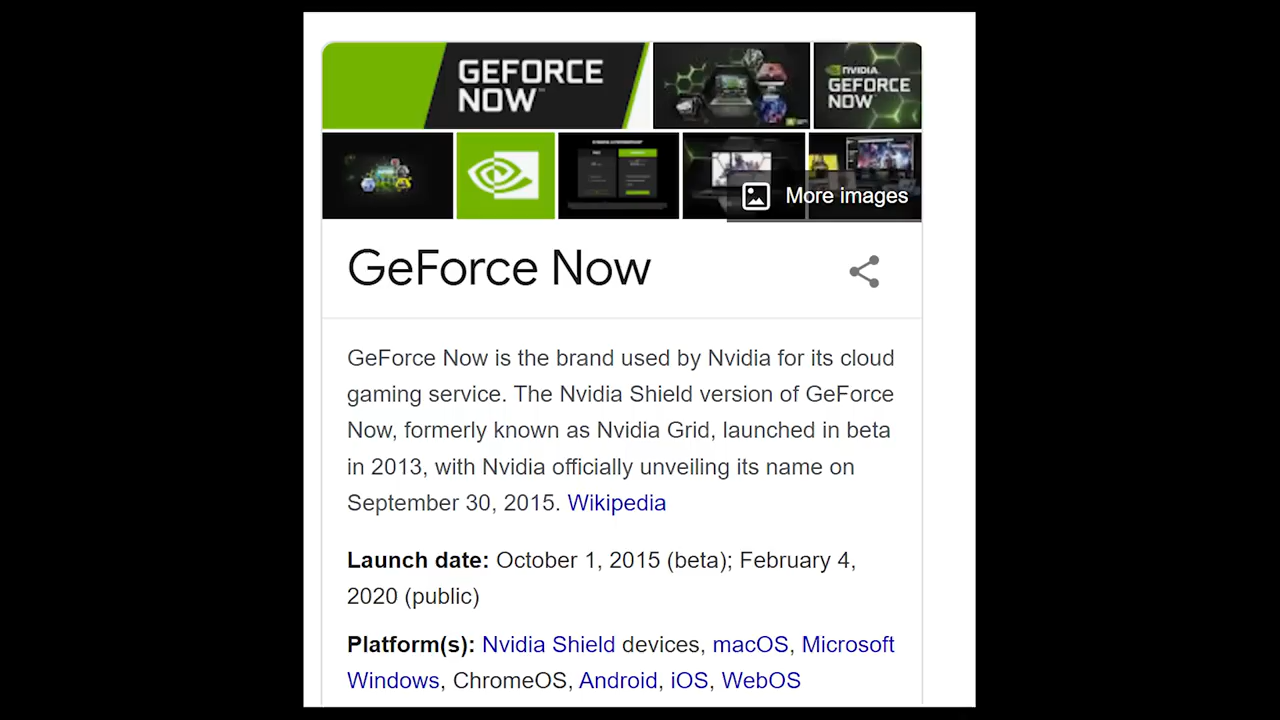 GEFORCE
NOW™
NVIDIA
GEFORCE
NOW
More images
GeForce Now
GeForce Now is the brand used by Nvidia for its cloud
gaming service. The Nvidia Shield version of GeForce
Now, formerly known as Nvidia Grid, launched in beta
in 2013, with Nvidia officially unveiling its name on
September 30, 2015. Wikipedia
Launch date: October 1, 2015 (beta); February 4,
2020 (public)
Platform(s): Nvidia Shield devices, macOS, Microsoft
Windows, ChromeOS, Android, iOS, WebOS